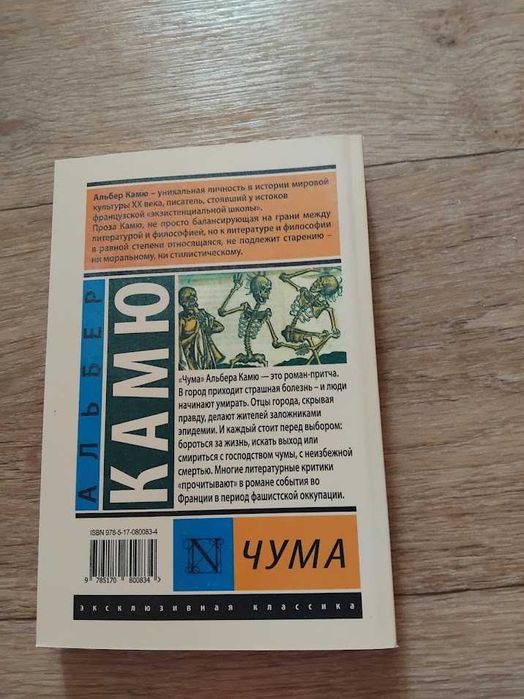 Альбер Камю – уникальная личность в истории мировой
культуры XX века, писатель, стоявший у истоков
французской «экзистенциальной школы».
Проза Камю, не просто балансирующая на грани между
литературой и философией, но к литературе и философии
в равной степени относящаяся, не подлежит старению –
ни моральному, ни стилистическому.
АЛЬБЕР
КАМЮ
«Чума» Альбера Камю — это роман-притча.
В город приходит страшная болезнь – и люди
начинают умирать. Отцы города, скрывая
правду, делают жителей заложниками
эпидемии. И каждый стоит перед выбором:
бороться за жизнь, искать выход или
смириться с господством чумы, с неизбежной
смертью. Многие литературные критики
«прочитывают» в романе события во
Франции в период фашистской оккупации.
ISBN 978-5-17-080083-4
9 785170 800834 >
N
ЧУМА
эксклюзивная классика